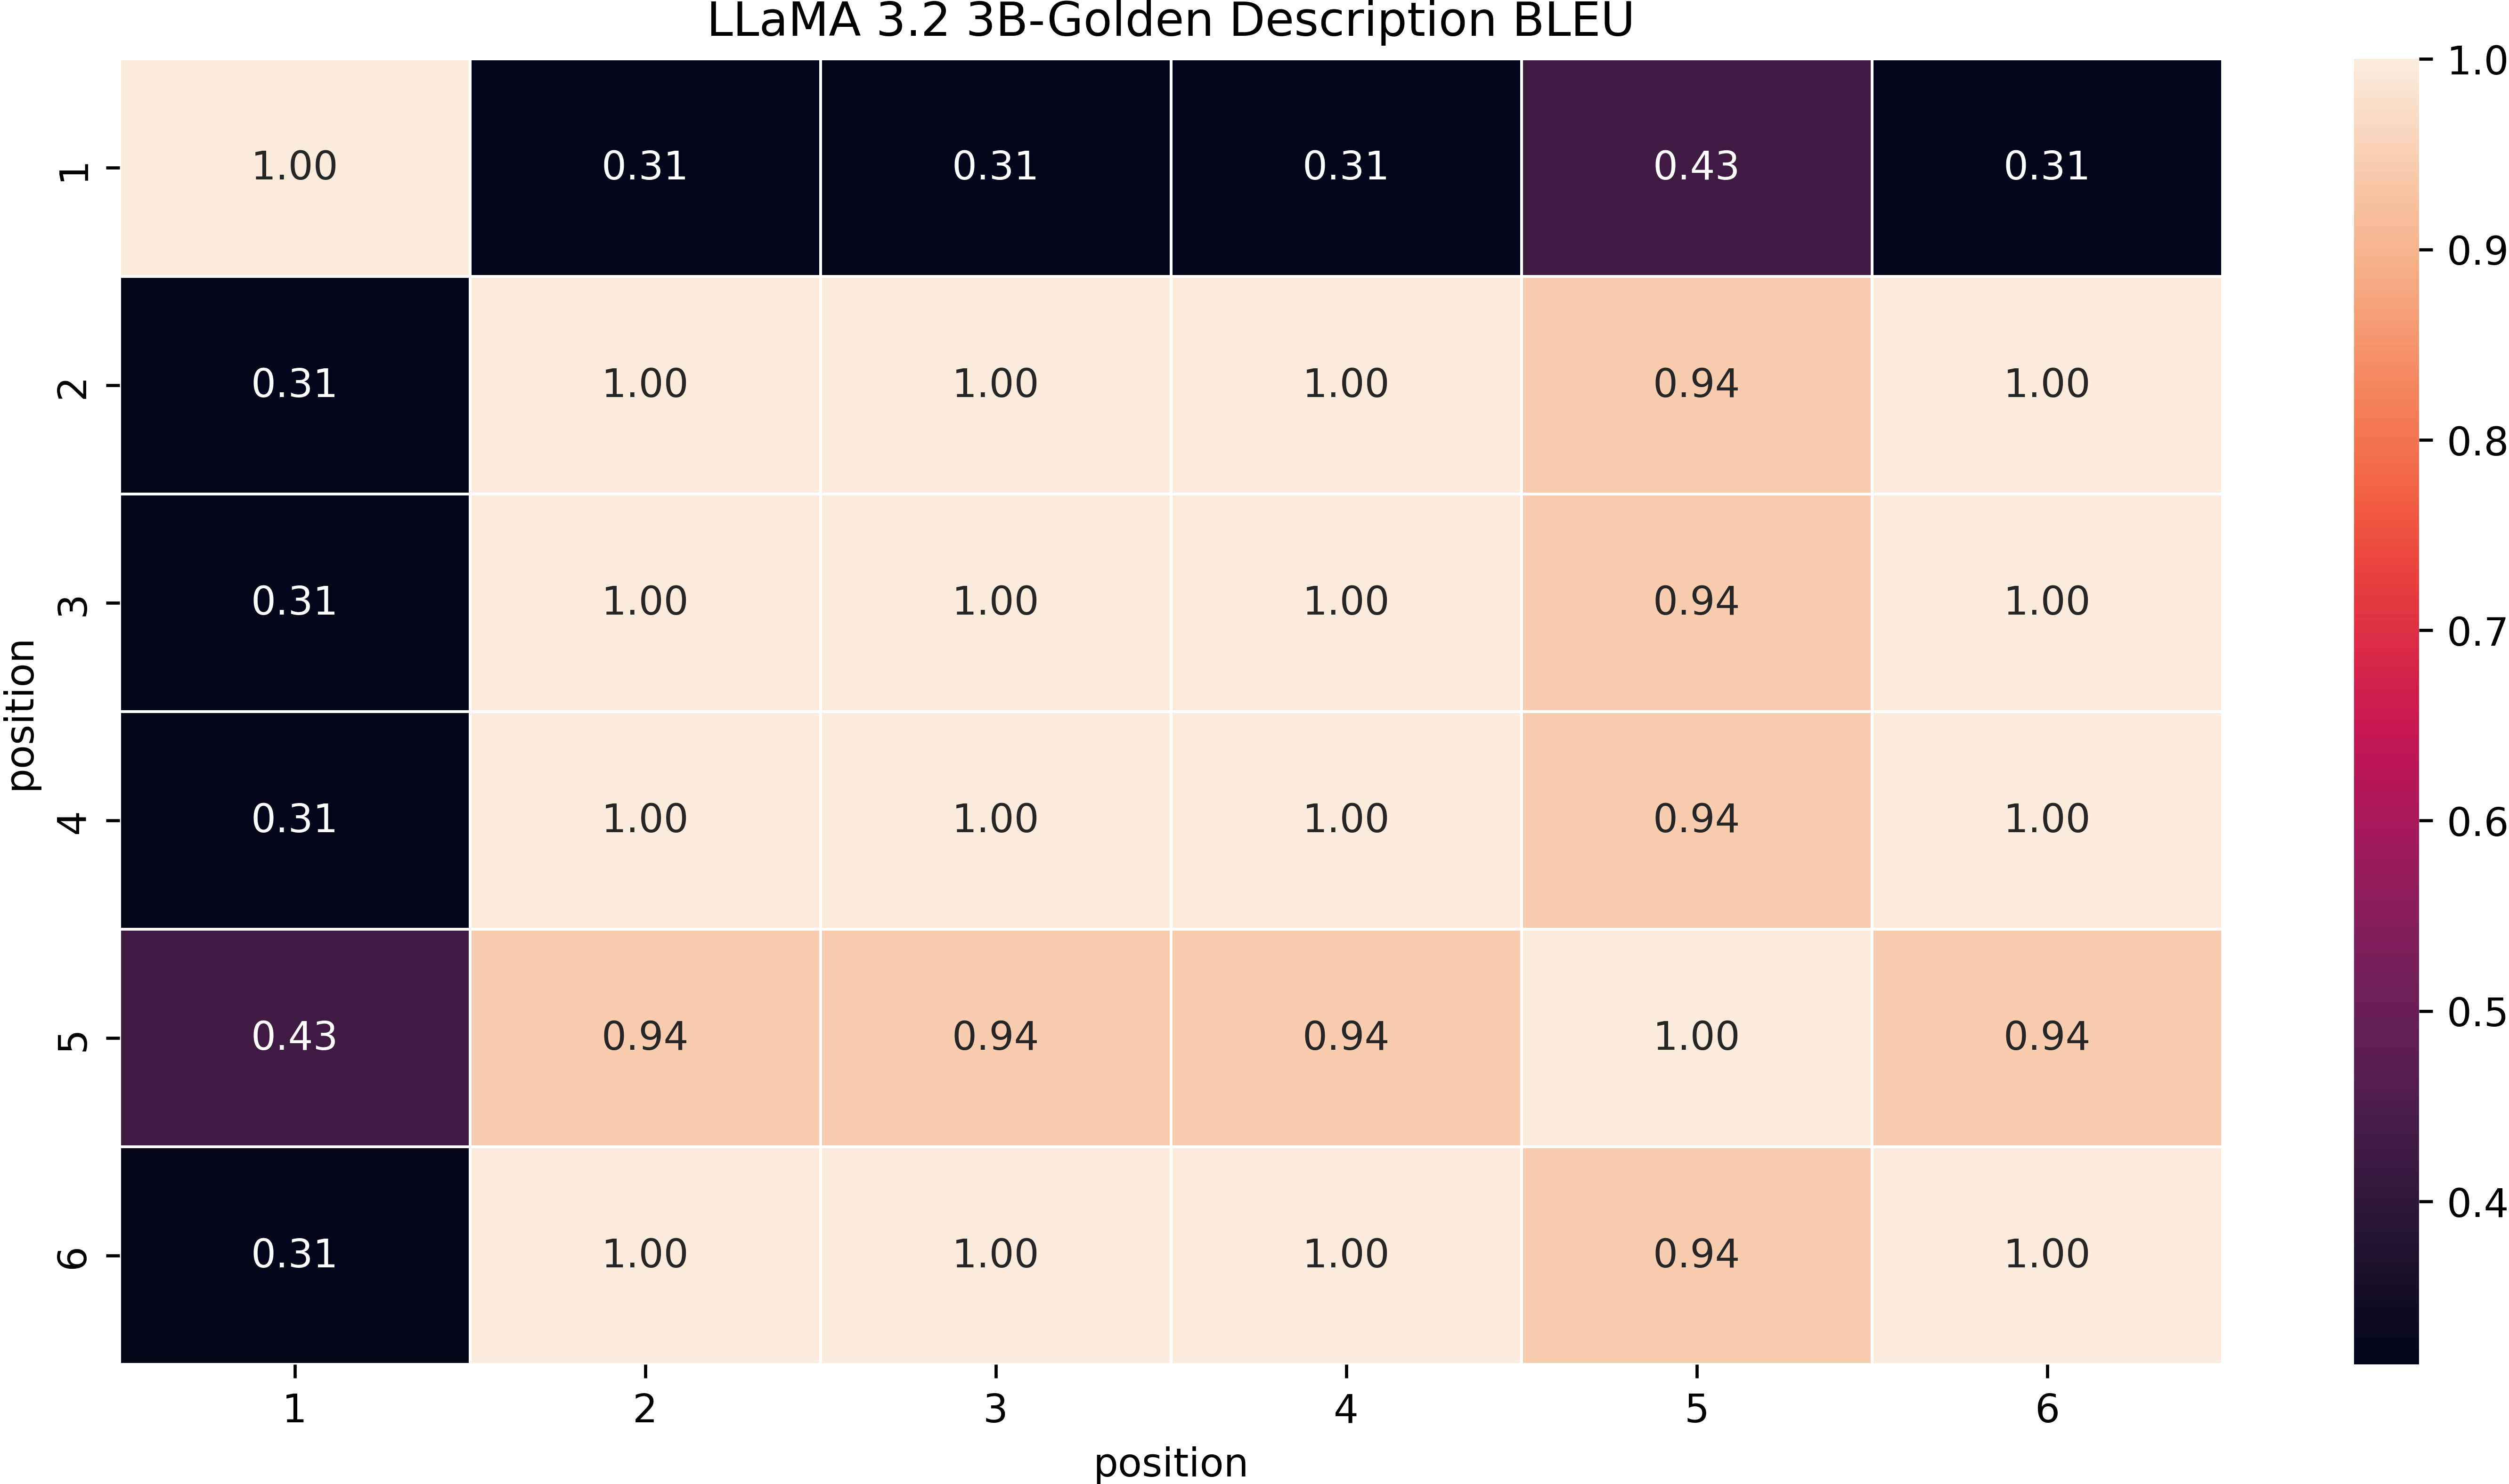 LLaMA 3.2 3B-Golden Description BLEU
1 1.00 0.31 0.31 0.31 0.43 0.31
2 0.31 1.00 1.00 1.00 0.94 1.00
3 0.31 1.00 1.00 1.00 0.94 1.00
4 0.31 1.00 1.00 1.00 0.94 1.00
5 0.43 0.94 0.94 0.94 1.00 0.94
6 0.31 1.00 1.00 1.00 0.94 1.00
position
1 2 3 4 5 6
position
1.0
0.9
0.8
0.7
0.6
0.5
0.4